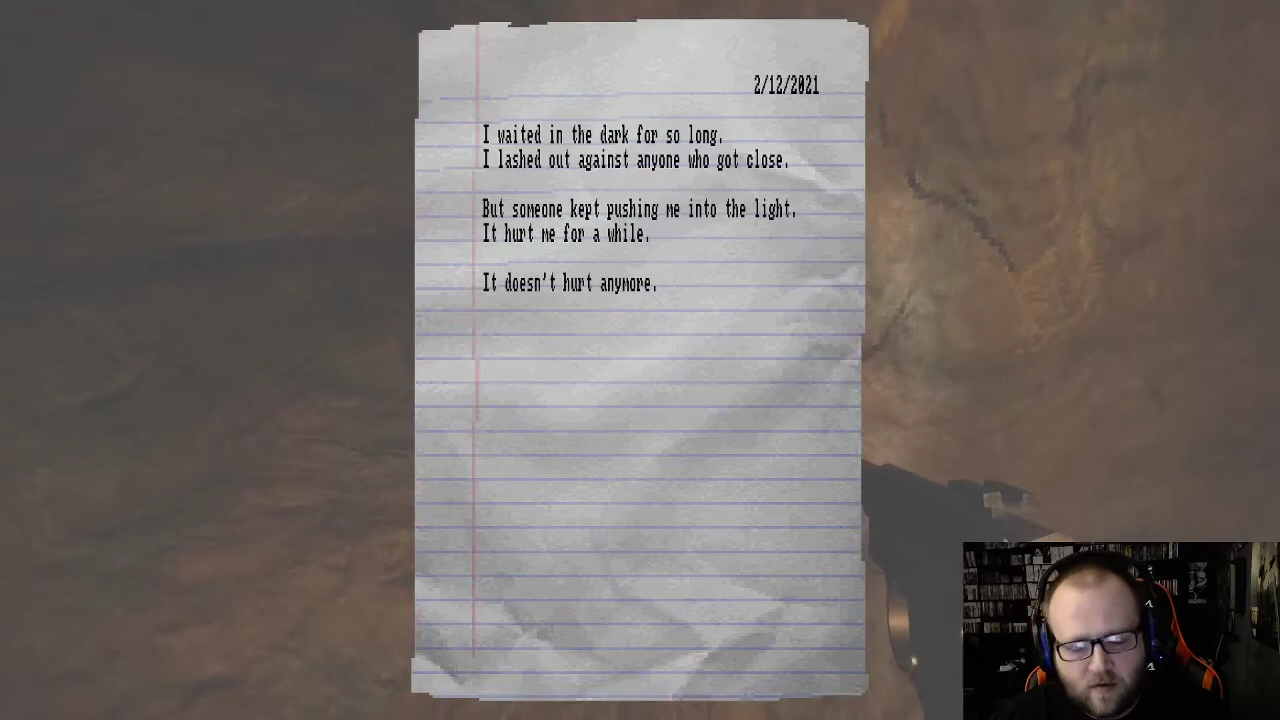 2/12/2021
I waited in the dark for so long.
I lashed out against anyone who got close.
But someone kept pushing me into the light.
It hurt me for a while.
It doesn't hurt anymore.